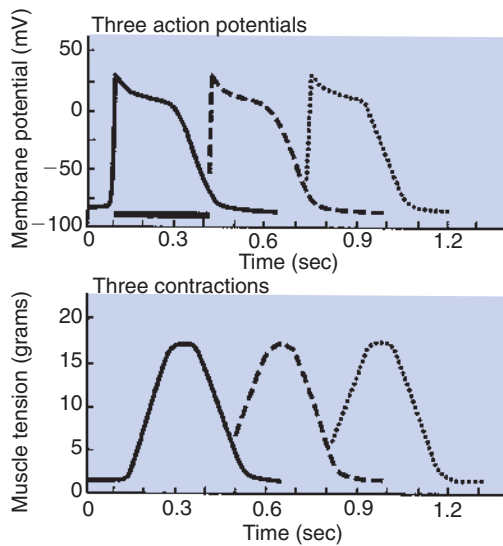 Three action potentials
Membrane potential (mV)
50
0
−50
−100
0 0.3 0.6 0.9 1.2
Time (sec)
Three contractions
Muscle tension (grams)
20
15
10
5
0
0 0.3 0.6 0.9 1.2
Time (sec)